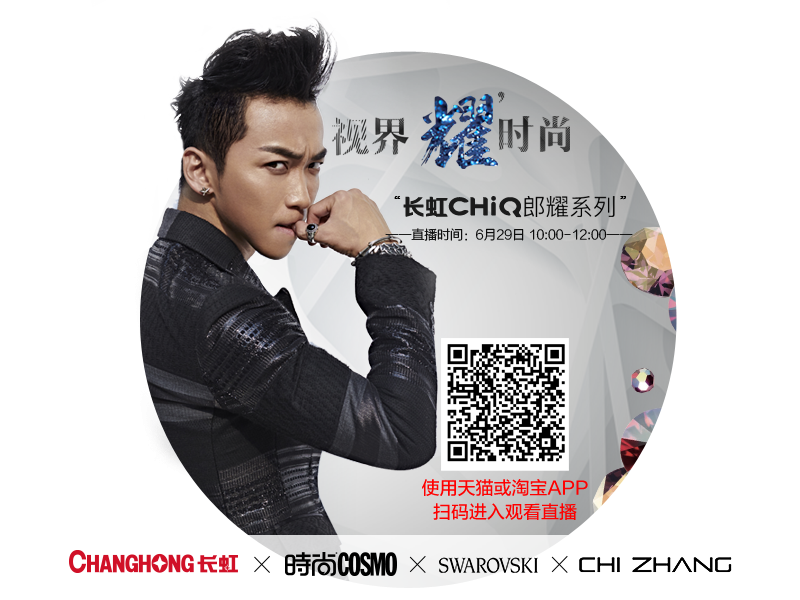 视界耀’时尚
“长虹CHiQ郎耀系列”
直播时间：6月29日 10:00-12:00
使用天猫或淘宝APP
扫码进入观看直播
CHANGHONG长虹 × 時尚COSMO × SWAROVSKI × CHI ZHANG